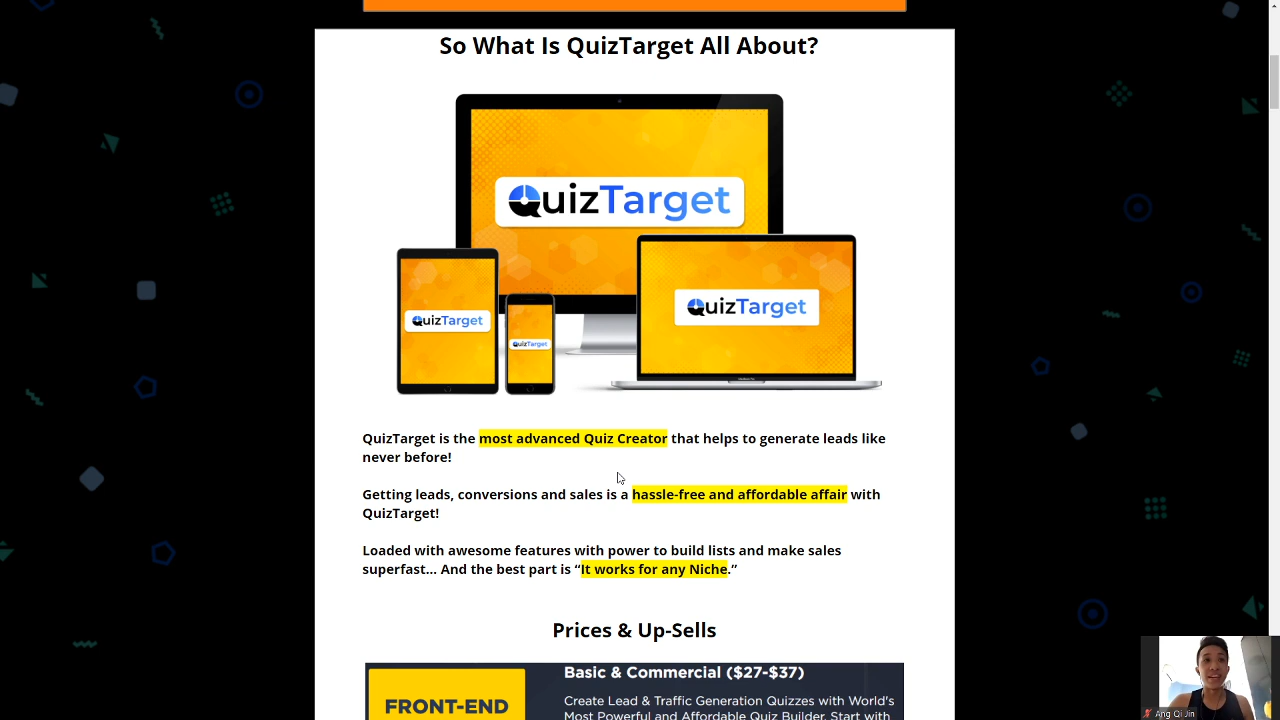 So What Is QuizTarget All About?
QuizTarget
QuizTarget
QuizTarget
QuizTarget
QuizTarget is the most advanced Quiz Creator that helps to generate leads like
never before!
Getting leads, conversions and sales is a hassle-free and affordable affair with
QuizTarget!
Loaded with awesome features with power to build lists and make sales
superfast... And the best part is “It works for any Niche.”
Prices & Up-Sells
FRONT-END
Basic & Commercial ($27-$37)
Create Lead & Traffic Generation Quizzes with World's
Most Powerful and Affordable Quiz Builder. Start with
Ang Qi Jin